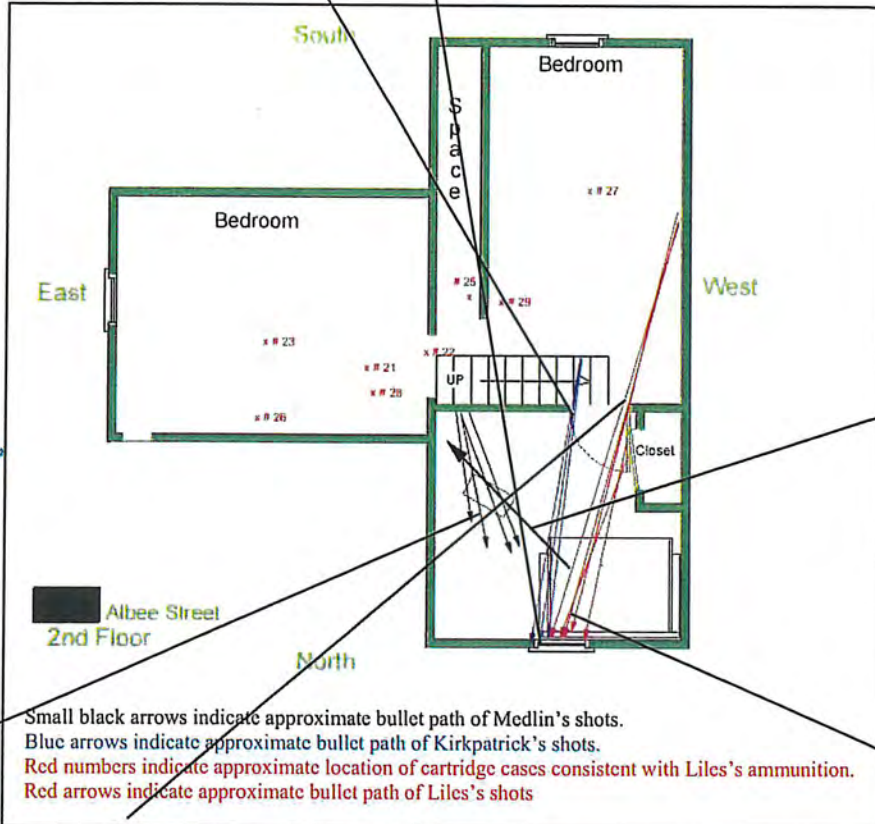 South
Bedroom
Space
x # 27
Bedroom
East
West
# 25
x
x # 29
x # 23
x # 22
x # 21
UP
x # 28
x # 26
Closet
Albee Street
2nd Floor
North
Small black arrows indicate approximate bullet path of Medlin's shots.
Blue arrows indicate approximate bullet path of Kirkpatrick's shots.
Red numbers indicate approximate location of cartridge cases consistent with Liles's ammunition.
Red arrows indicate approximate bullet path of Liles's shots